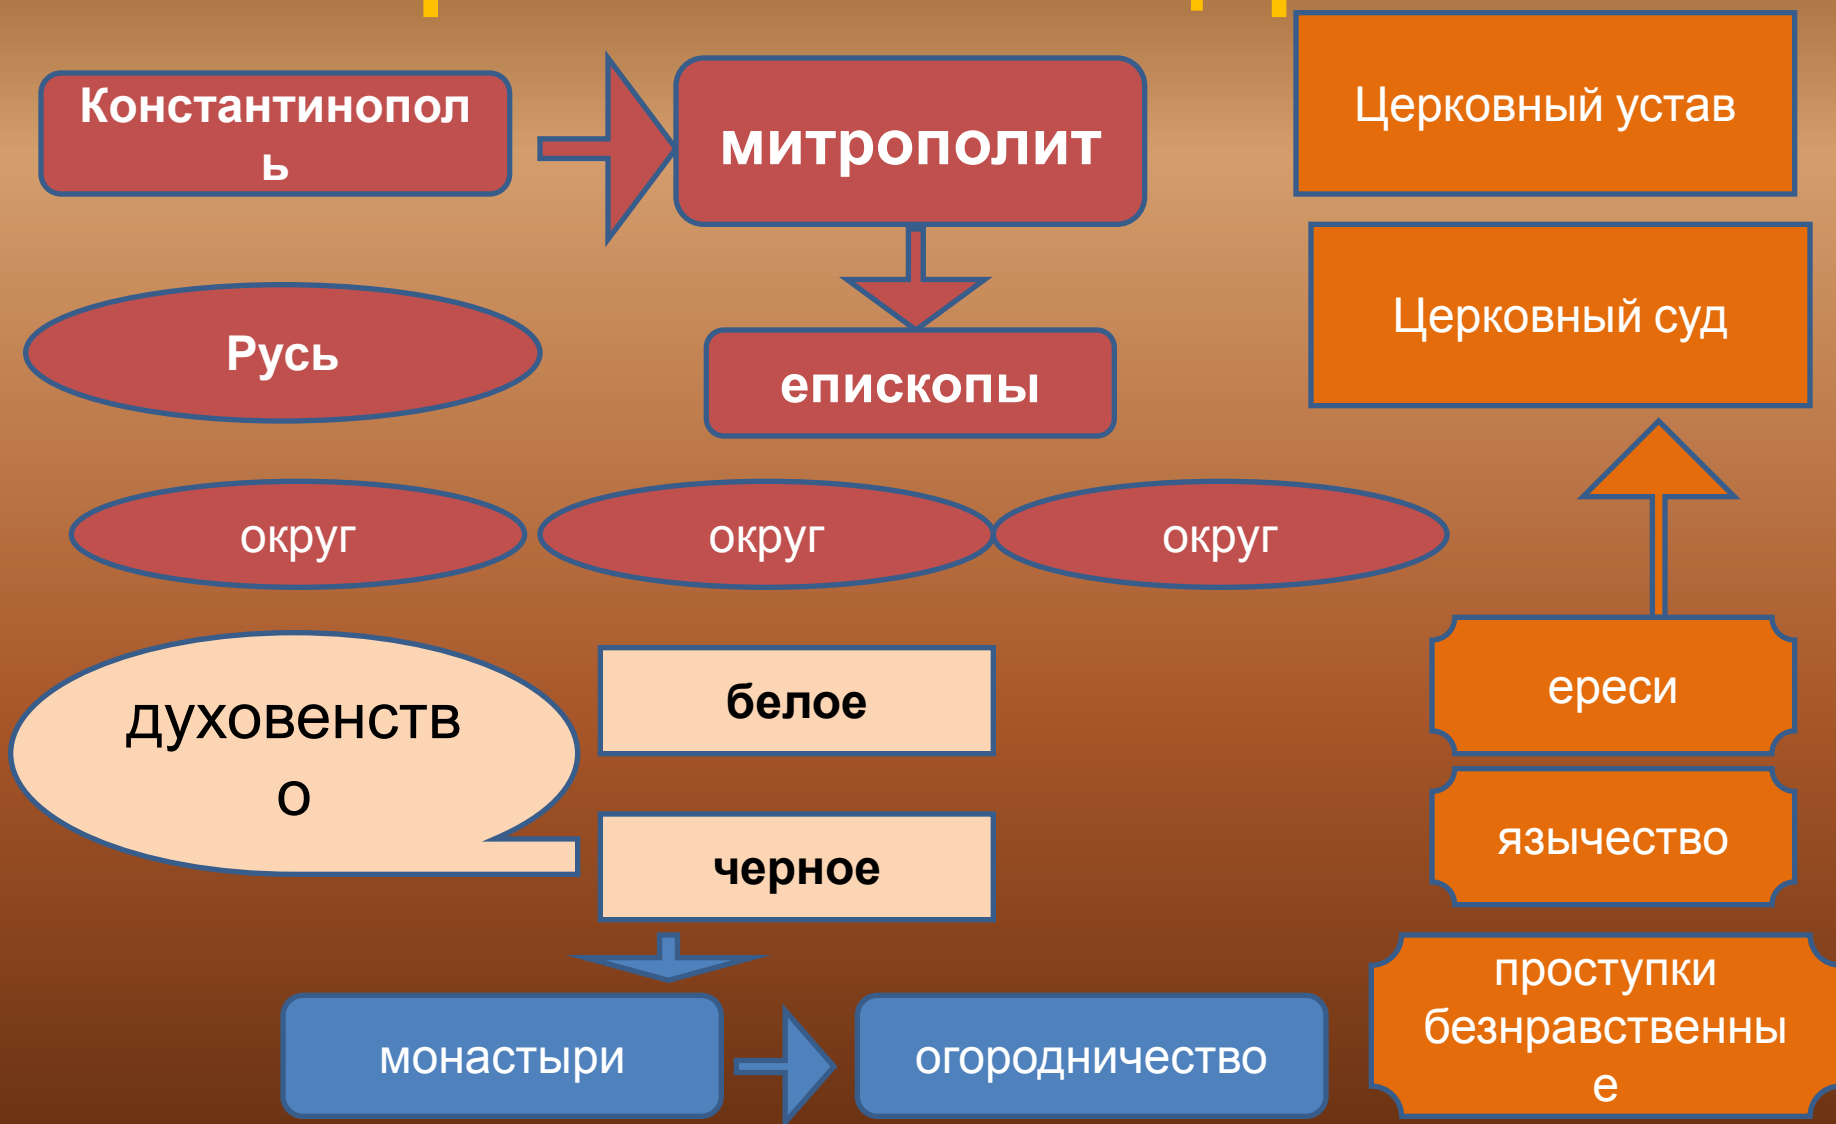 Константинопол
ь
митрополит
Церковный устав
Русь
епископы
Церковный суд
округ
округ
округ
духовенств
о
белое
черное
ереси
язычество
проступки
безнравственны
е
монастыри
огородничество